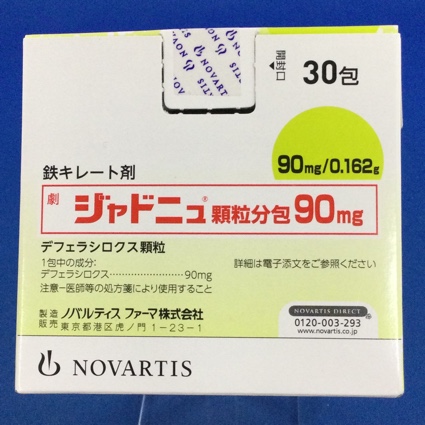 NOVARTIS
NOVARTIS
開封口
30包
90mg/0.162g
鉄キレート剤
劇 ジャドニュ® 顆粒分包90mg
デフェラシロクス顆粒
1包中の成分:
デフェラシロクス………………………90mg
注意-医師等の処方箋により使用すること
詳細は電子添文をご参照ください
製造販売 ノバルティス ファーマ株式会社
東京都港区虎ノ門1-23-1
NOVARTIS DIRECT
0120-003-293
www.novartis.co.jp
NOVARTIS